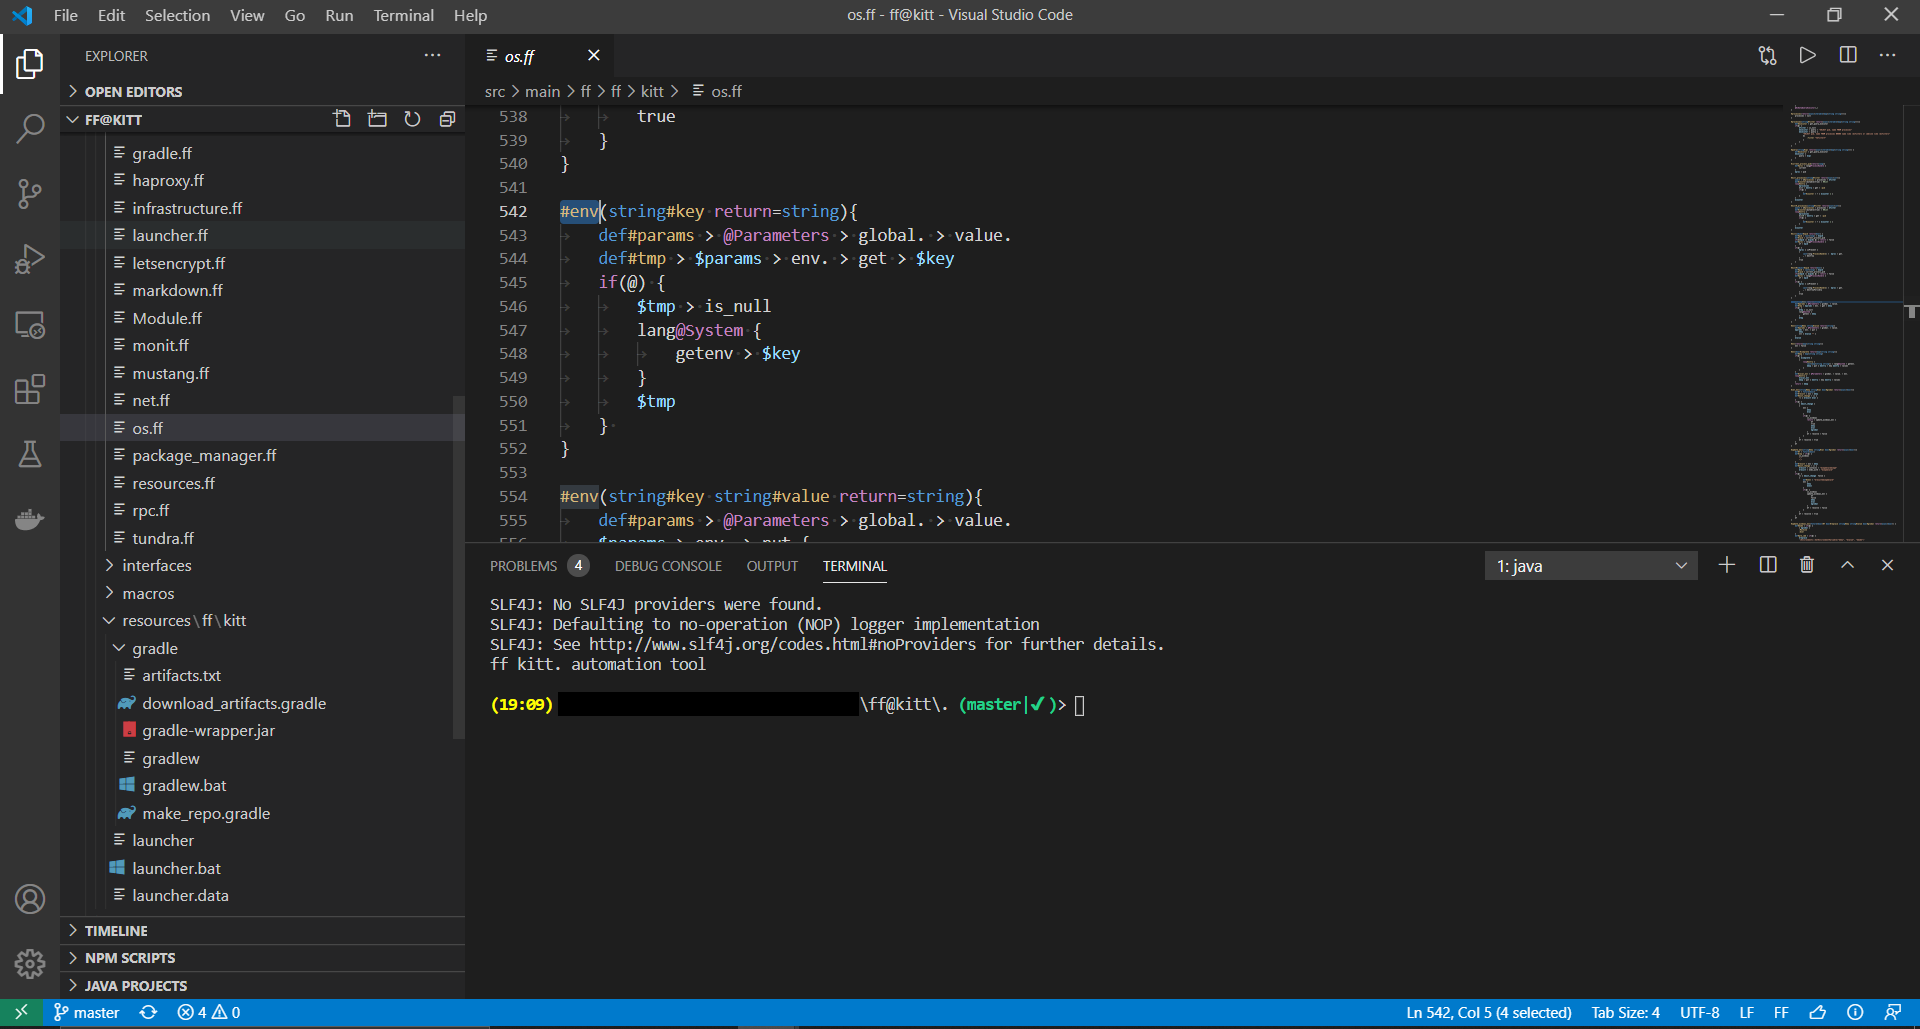 File Edit Selection View Go Run Terminal Help
os.ff - ff@kitt - Visual Studio Code
EXPLORER
OPEN EDITORS
FF@KITT
gradle.ff
haproxy.ff
infrastructure.ff
launcher.ff
letsencrypt.ff
markdown.ff
Module.ff
monit.ff
mustang.ff
net.ff
os.ff
package_manager.ff
resources.ff
rpc.ff
tundra.ff
interfaces
macros
resources\ff\kitt
gradle
artifacts.txt
download_artifacts.gradle
gradle-wrapper.jar
gradlew
gradlew.bat
make_repo.gradle
launcher
launcher.bat
launcher.data
TIMELINE
NPM SCRIPTS
JAVA PROJECTS
os.ff
src > main > ff > ff > kitt > os.ff
538 true
539 }
540 }
541
542 #env(string#key return=string){
543 def#params > @Parameters > global. > value.
544 def#tmp > $params > env. > get > $key
545 if(@) {
546 $tmp > is_null
547 lang@System {
548 getenv > $key
549 }
550 $tmp
551 }
552 }
553
554 #env(string#key string#value return=string){
555 def#params > @Parameters > global. > value.
556 $params > env. > put {
PROBLEMS 4 DEBUG CONSOLE OUTPUT TERMINAL
1: java
SLF4J: No SLF4J providers were found.
SLF4J: Defaulting to no-operation (NOP) logger implementation
SLF4J: See http://www.slf4j.org/codes.html#noProviders for further details.
ff kitt. automation tool
(19:09) \ff@kitt\. (master|✔)>
master 4 0
Ln 542, Col 5 (4 selected) Tab Size: 4 UTF-8 LF FF